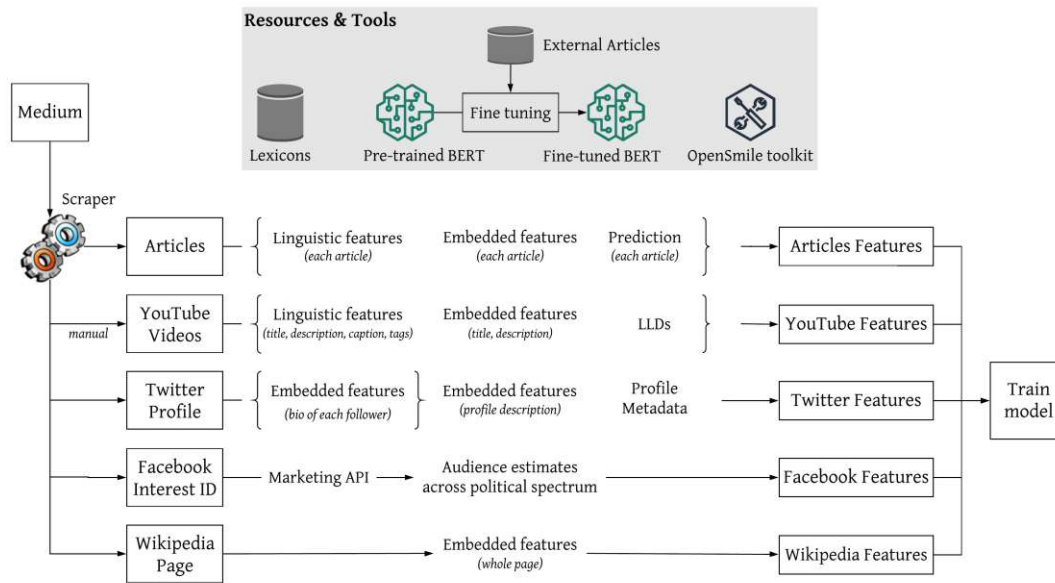 Resources & Tools
External Articles
Medium
Fine tuning
Lexicons
Pre-trained BERT
Fine-tuned BERT
OpenSmile toolkit
Scraper
Articles
Linguistic features
(each article)
Embedded features
(each article)
Prediction
(each article)
Articles Features
manual
YouTube
Videos
Linguistic features
(title, description, caption, tags)
Embedded features
(title, description)
LLDs
YouTube Features
Twitter
Profile
Embedded features
(bio of each follower)
Embedded features
(profile description)
Profile
Metadata
Twitter Features
Train
model
Facebook
Interest ID
Marketing API
Audience estimates
across political spectrum
Facebook Features
Wikipedia
Page
Embedded features
(whole page)
Wikipedia Features